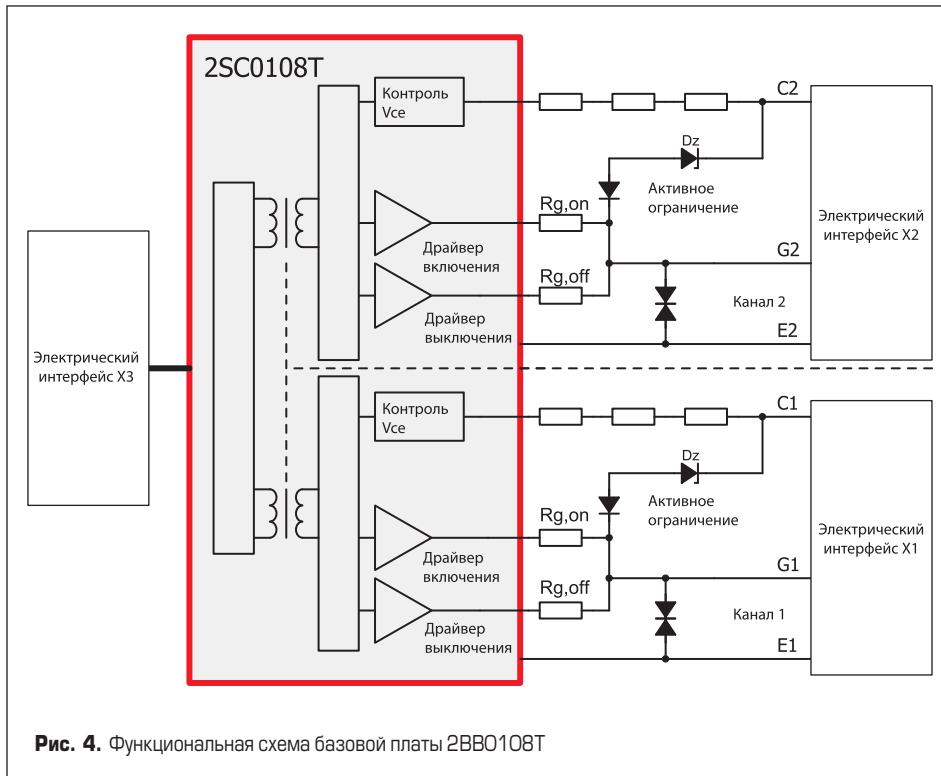 2SC0108T
Контроль
Vce
C2
Dz
Активное
ограничение
Rg,on
Драйвер
включения
Электрический
интерфейс X2
G2
Rg,off
Канал 2
Драйвер
выключения
E2
Электрический
интерфейс X3
Контроль
Vce
C1
Dz
Активное
ограничение
Rg,on
Драйвер
включения
Электрический
интерфейс X1
G1
Rg,off
Канал 1
Драйвер
выключения
E1
Рис. 4. Функциональная схема базовой платы 2BB0108T